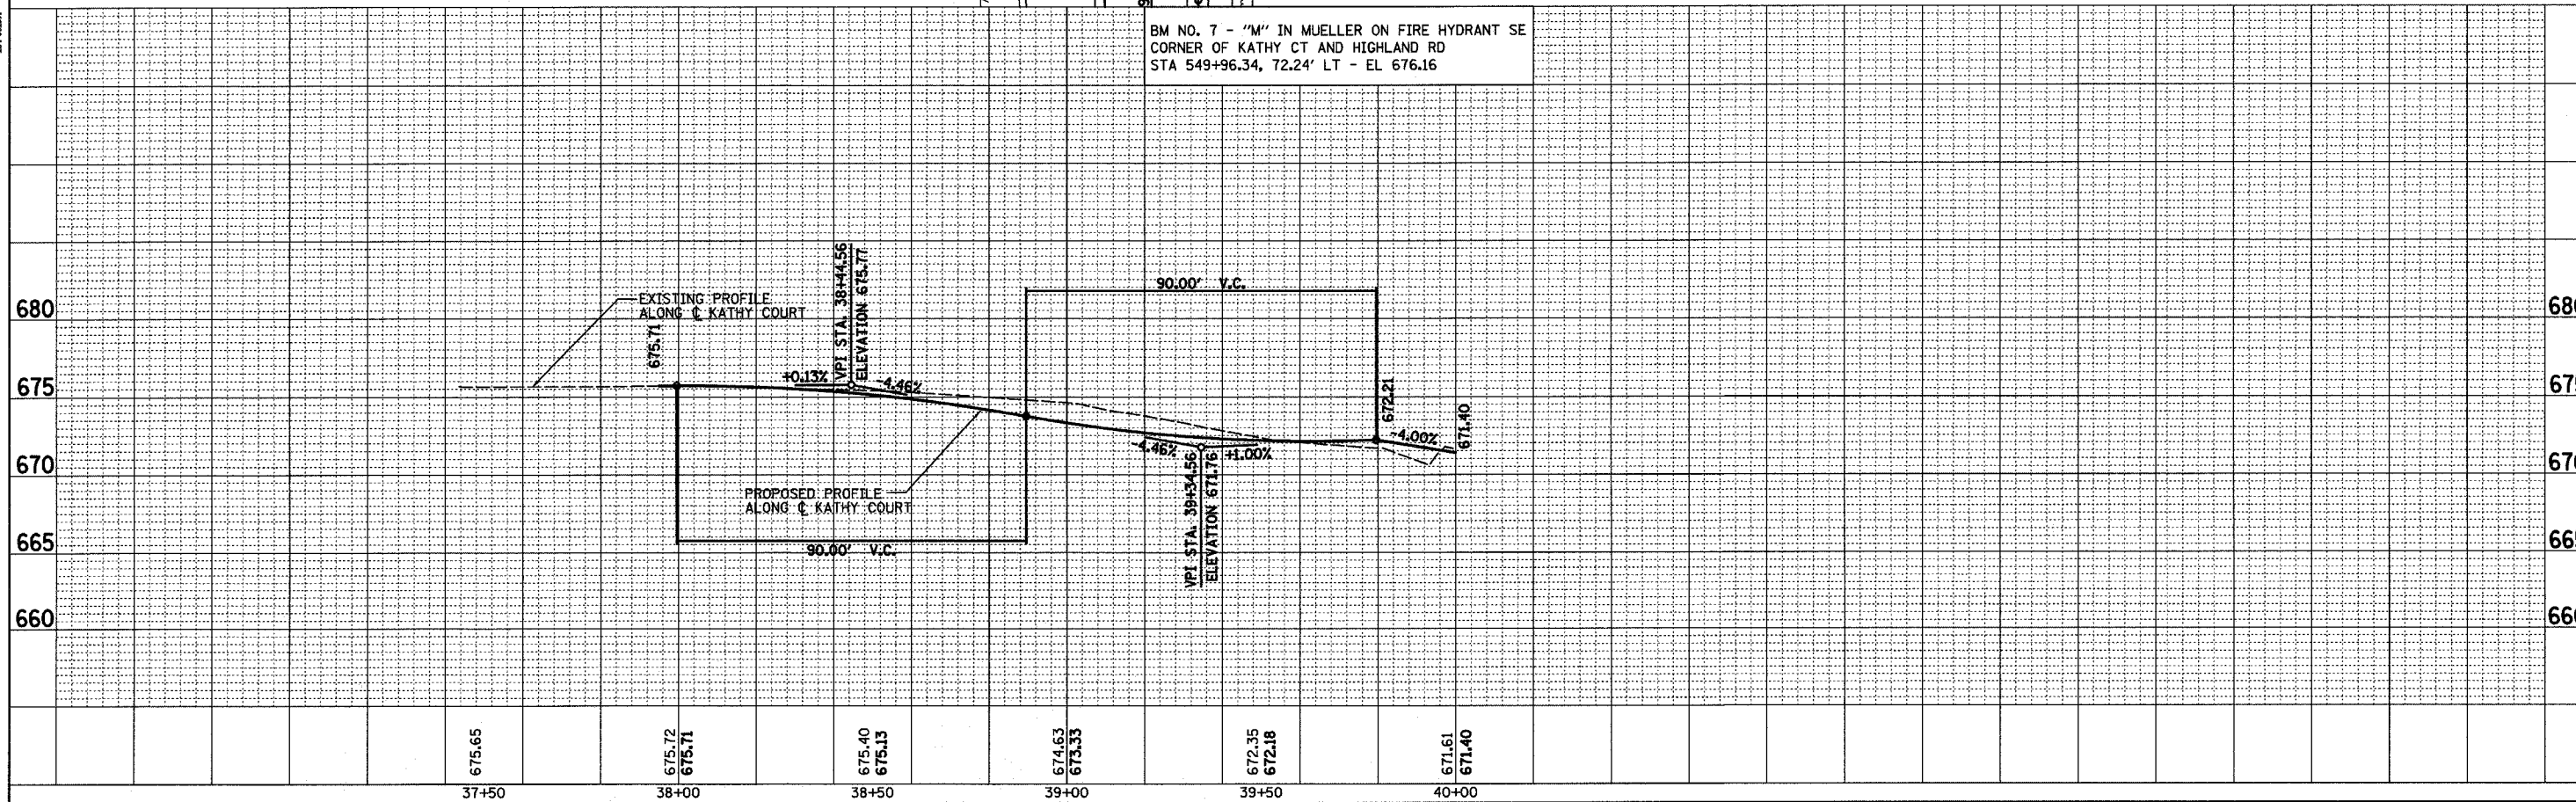 BM NO. 7 - "M" IN MUELLER ON FIRE HYDRANT SE
CORNER OF KATHY CT AND HIGHLAND RD
STA 549+96.34, 72.24' LT - EL 676.16
VPI STA. 38+44.56
ELEVATION 675.77
90.00' V.C.
EXISTING PROFILE
ALONG ℄ KATHY COURT
680
675.71
+0.13%
-4.46%
675
672.21
671.40
-4.00%
-4.46%
+1.00%
670
VPI STA. 39+34.56
ELEVATION 671.76
PROPOSED PROFILE
ALONG ℄ KATHY COURT
665
90.00' V.C.
660
675.65
675.72
675.71
675.40
675.13
674.63
673.33
672.35
672.18
671.61
671.40
37+50
38+00
38+50
39+00
39+50
40+00